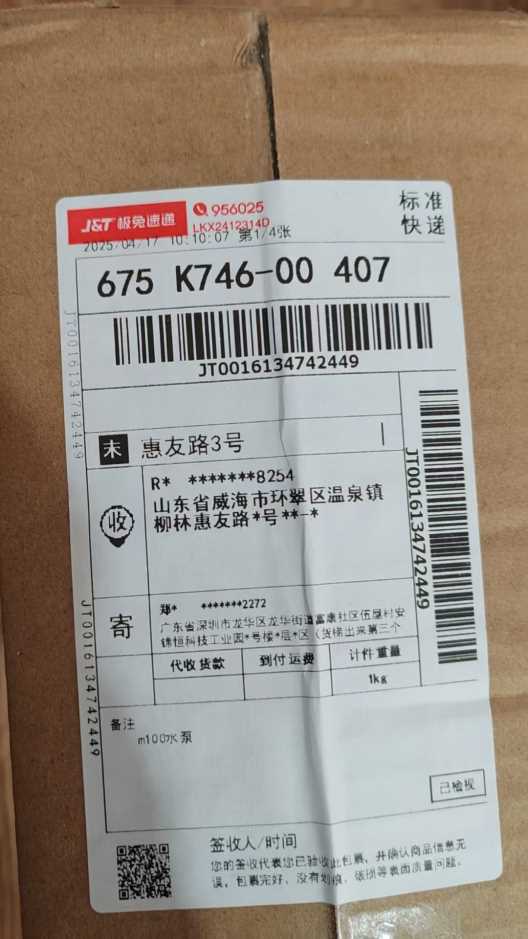 J&T 极兔速递
956025
LKX2412314D
标准
快递
2025/04/17 10:10:07 第1/4张
675 K746-00 407
JT0016134742449
JT0016134742449
末 惠友路3号
R* *******8254
收 山东省威海市环翠区温泉镇
柳林惠友路*号**-*
JT0016134742449
寄 郑* *******2272
广东省深圳市龙华区龙华街道富康社区伍屋村安
锦恒科技工业园*号楼*层*区（货梯出来第三个
代收货款 到付运费 计件重量
1kg
JT0016134742449
备注
m100水泵
已检视
签收人/时间
您的签收代表您已验收此包裹，并确认商品信息无
误，包裹完好、没有划痕、破损等表面质量问题。